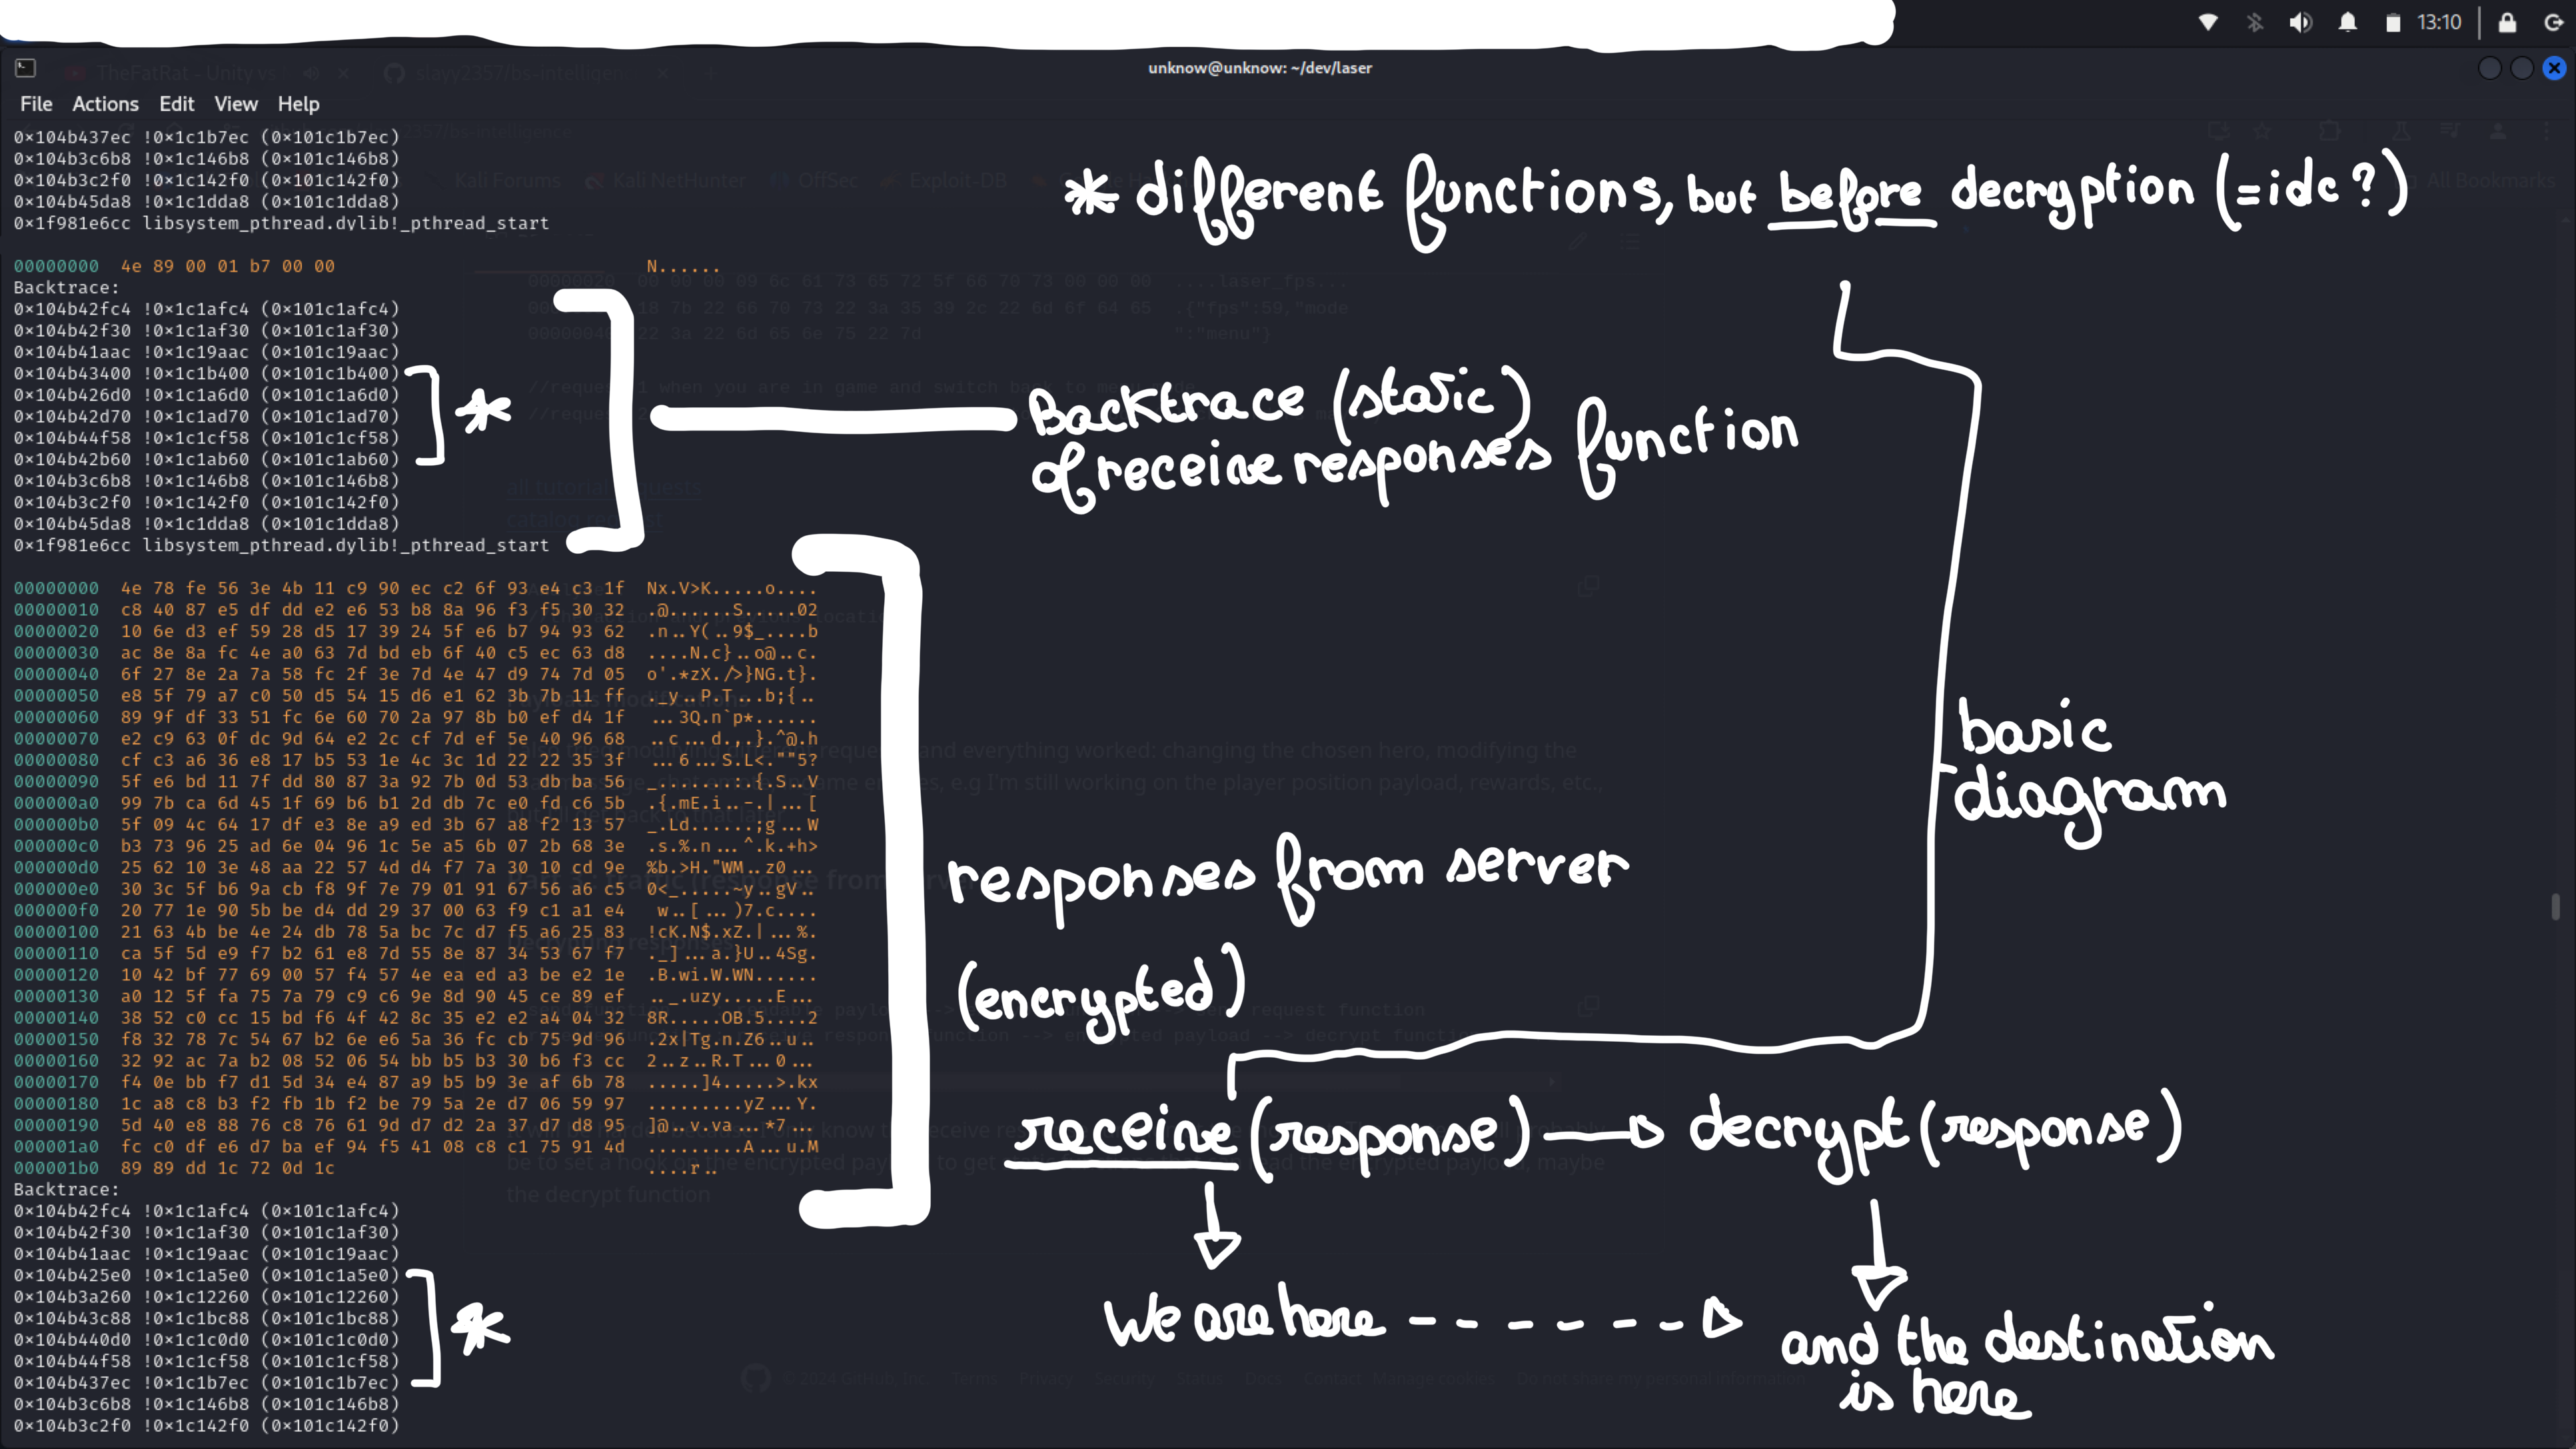 13:10
unknow@unknow: ~/dev/laser
File Actions Edit View Help
0×104b437ec !0×1c1b7ec (0×101c1b7ec)
0×104b3c6b8 !0×1c146b8 (0×101c146b8)
0×104b3c2f0 !0×1c142f0 (0×101c142f0)
0×104b45da8 !0×1c1dda8 (0×101c1dda8)
0×1f981e6cc libsystem_pthread.dylib!_pthread_start
* different functions, but before decryption (=idc?)
00000000 4e 89 00 01 b7 00 00 N......
Backtrace:
0×104b42fc4 !0×1c1afc4 (0×101c1afc4)
0×104b42f30 !0×1c1af30 (0×101c1af30)
0×104b41aac !0×1c19aac (0×101c19aac)
0×104b43400 !0×1c1b400 (0×101c1b400)
0×104b426d0 !0×1c1a6d0 (0×101c1a6d0)
0×104b42d70 !0×1c1ad70 (0×101c1ad70)
0×104b44f58 !0×1c1cf58 (0×101c1cf58)
0×104b42b60 !0×1c1ab60 (0×101c1ab60)
0×104b3c6b8 !0×1c146b8 (0×101c146b8)
0×104b3c2f0 !0×1c142f0 (0×101c142f0)
0×104b45da8 !0×1c1dda8 (0×101c1dda8)
0×1f981e6cc libsystem_pthread.dylib!_pthread_start
*
Backtrace (static)
of receive responses function
00000000 4e 78 fe 56 3e 4b 11 c9 90 ec c2 6f 93 e4 c3 1f Nx.V>K.....o....
00000010 c8 40 87 e5 df dd e2 e6 53 b8 8a 96 f3 f5 30 32 .@......S.....02
00000020 10 6e d3 ef 59 28 d5 17 39 24 5f e6 b7 94 93 62 .n..Y(..9$_....b
00000030 ac 8e 8a fc 4e a0 63 7d bd eb 6f 40 c5 ec 63 d8 ....N.c}..o@..c.
00000040 6f 27 8e 2a 7a 58 fc 2f 3e 7d 4e 47 d9 74 7d 05 o'.*zX./>}NG.t}.
00000050 e8 5f 79 a7 c0 50 d5 54 15 d6 e1 62 3b 7b 11 ff ._y..P.T...b;{..
00000060 89 9f df 33 51 fc 6e 60 70 2a 97 8b b0 ef d4 1f ...3Q.n`p*......
00000070 e2 c9 63 0f dc 9d 64 e2 2c cf 7d ef 5e 40 96 68 ..c...d.,.}.^@.h
00000080 cf c3 a6 36 e8 17 b5 53 1e 4c 3c 1d 22 22 35 3f ...6...S.L<.""5?
00000090 5f e6 bd 11 7f dd 80 87 3a 92 7b 0d 53 db ba 56 _.......:.{.S..V
000000a0 99 7b ca 6d 45 1f 69 b6 b1 2d db 7c e0 fd c6 5b .{.mE.i..-.|...[
000000b0 5f 09 4c 64 17 df e3 8e a9 ed 3b 67 a8 f2 13 57 _.Ld......;g...W
000000c0 b3 73 96 25 ad 6e 04 96 1c 5e a5 6b 07 2b 68 3e .s.%.n...^.k.+h>
000000d0 25 62 10 3e 48 aa 22 57 4d d4 f7 7a 30 10 cd 9e %b.>H."WM..z0...
000000e0 30 3c 5f b6 9a cb f8 9f 7e 79 01 91 67 56 a6 c5 0<_.....~y..gV..
000000f0 20 77 1e 90 5b be d4 dd 29 37 00 63 f9 c1 a1 e4 w..[...)7.c....
00000100 21 63 4b be 4e 24 db 78 5a bc 7c d7 f5 a6 25 83 !cK.N$.xZ.|...%.
00000110 ca 5f 5d e9 f7 b2 61 e8 7d 55 8e 87 34 53 67 f7 ._]...a.}U..4Sg.
00000120 10 42 bf 77 69 00 57 f4 57 4e ea ed a3 be e2 1e .B.wi.W.WN......
00000130 a0 12 5f fa 75 7a 79 c9 c6 9e 8d 90 45 ce 89 ef .._.uzy.....E...
00000140 38 52 c0 cc 15 bd f6 4f 42 8c 35 e2 e2 a4 04 32 8R.....OB.5....2
00000150 f8 32 78 7c 54 67 b2 6e e6 5a 36 fc cb 75 9d 96 .2x|Tg.n.Z6..u..
00000160 32 92 ac 7a b2 08 52 06 54 bb b5 b3 30 b6 f3 cc 2..z..R.T...0...
00000170 f4 0e bb f7 d1 5d 34 e4 87 a9 b5 b9 3e af 6b 78 .....]4.....>.kx
00000180 1c a8 c8 b3 f2 fb 1b f2 be 79 5a 2e d7 06 59 97 .........yZ...Y.
00000190 5d 40 e8 88 76 c8 76 61 9d d7 d2 2a 37 d7 d8 95 ]@..v.va...*7...
000001a0 fc c0 df e6 d7 ba ef 94 f5 41 08 c8 c1 75 91 4d .........A...u.M
000001b0 89 89 dd 1c 72 0d 1c ....r..
basic
diagram
responses from server
(encrypted)
receive (response) decrypt (response)
Backtrace:
0×104b42fc4 !0×1c1afc4 (0×101c1afc4)
0×104b42f30 !0×1c1af30 (0×101c1af30)
0×104b41aac !0×1c19aac (0×101c19aac)
0×104b425e0 !0×1c1a5e0 (0×101c1a5e0)
0×104b3a260 !0×1c12260 (0×101c12260)
0×104b43c88 !0×1c1bc88 (0×101c1bc88)
0×104b440d0 !0×1c1c0d0 (0×101c1c0d0)
0×104b44f58 !0×1c1cf58 (0×101c1cf58)
0×104b437ec !0×1c1b7ec (0×101c1b7ec)
0×104b3c6b8 !0×1c146b8 (0×101c146b8)
0×104b3c2f0 !0×1c142f0 (0×101c142f0)
*
We are here
and the destination
is here